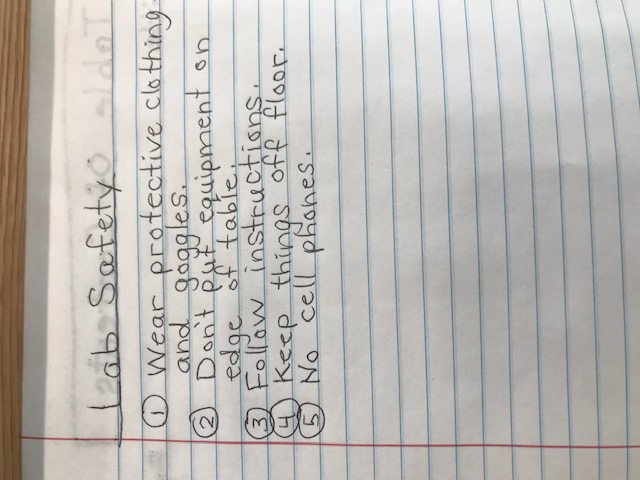 Lab Safety
① Wear protective clothing
and goggles.
② Don't put equipment on
edge of table.
③ Follow instructions.
④ Keep things off floor.
⑤ No cell phones.